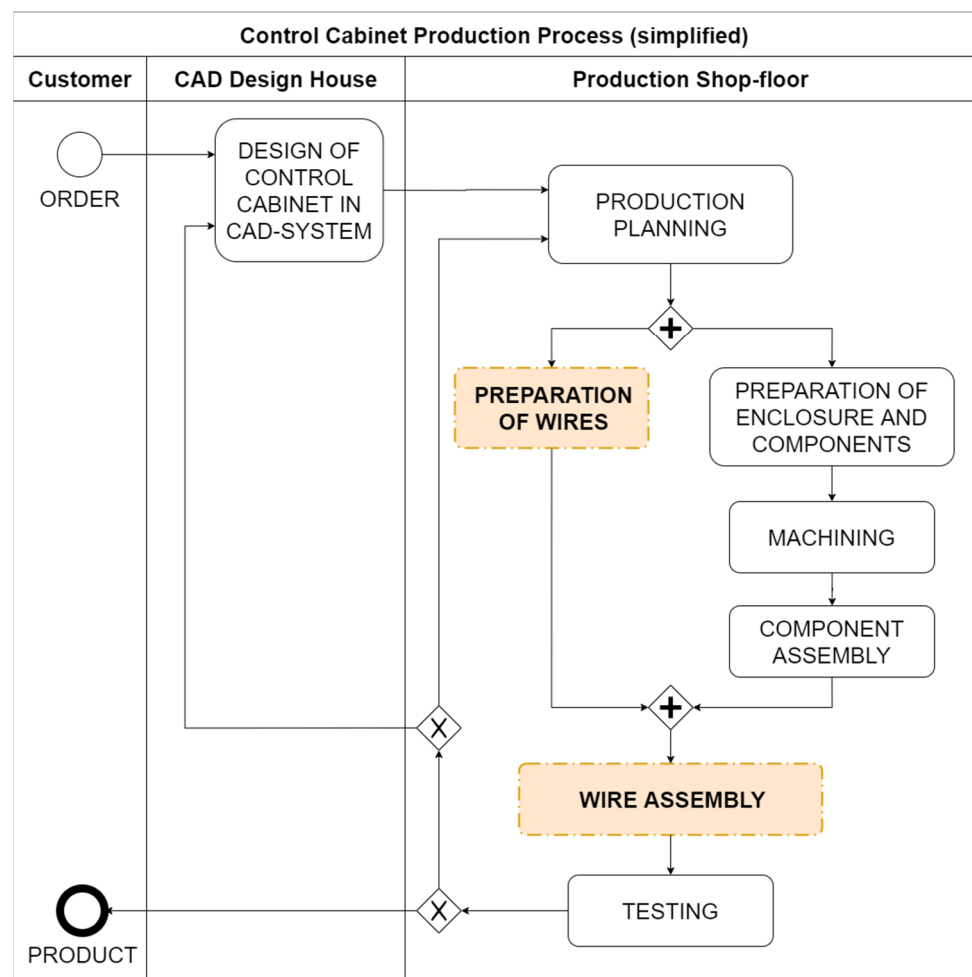 Control Cabinet Production Process (simplified)
Customer
CAD Design House
Production Shop-floor
ORDER
DESIGN OF
CONTROL
CABINET IN
CAD-SYSTEM
PRODUCTION
PLANNING
PREPARATION
OF WIRES
PREPARATION OF
ENCLOSURE AND
COMPONENTS
MACHINING
COMPONENT
ASSEMBLY
X
WIRE ASSEMBLY
X
TESTING
PRODUCT